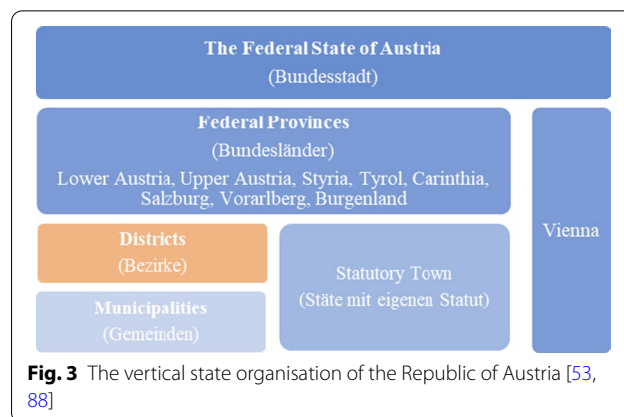 The Federal State of Austria
(Bundesstadt)
Federal Provinces
(Bundesländer)
Lower Austria, Upper Austria, Styria, Tyrol, Carinthia,
Salzburg, Vorarlberg, Burgenland
Vienna
Districts
(Bezirke)
Statutory Town
(Stäte mit eigenen Statut)
Municipalities
(Gemeinden)
Fig. 3 The vertical state organisation of the Republic of Austria [53,
88]